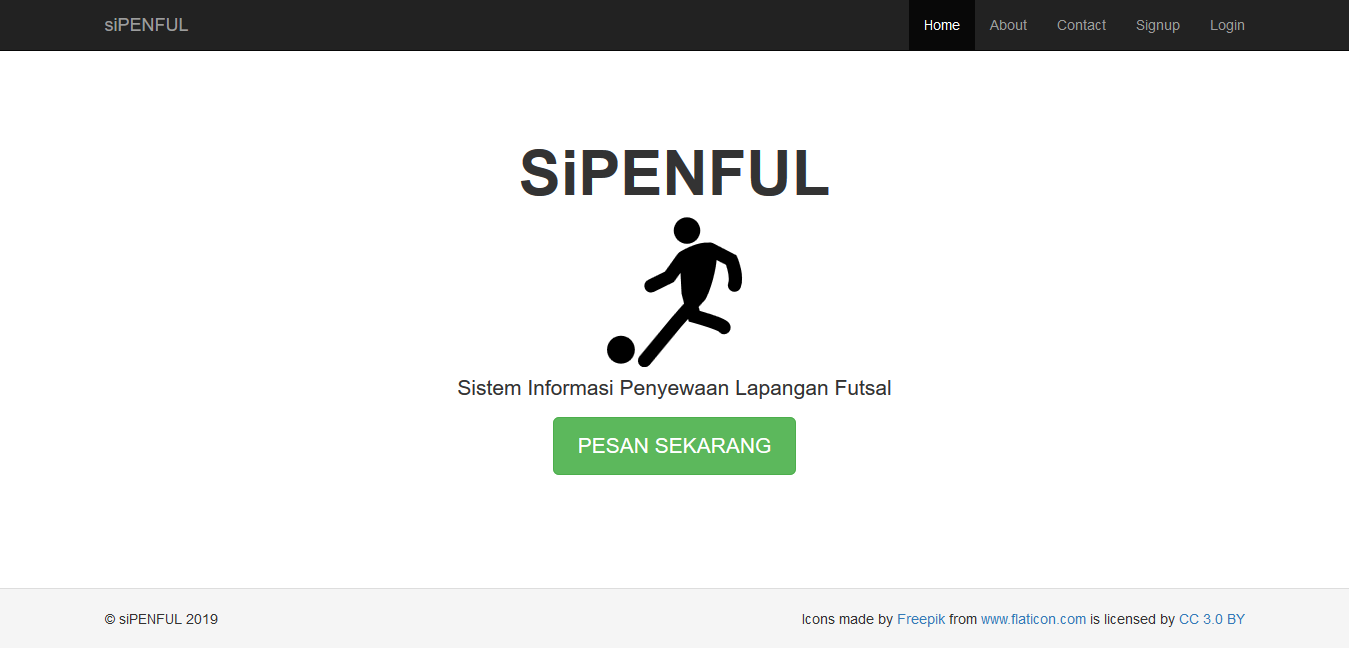 siPENFUL
Home About Contact Signup Login
SiPENFUL
Sistem Informasi Penyewaan Lapangan Futsal
PESAN SEKARANG
© siPENFUL 2019
Icons made by Freepik from www.flaticon.com is licensed by CC 3.0 BY